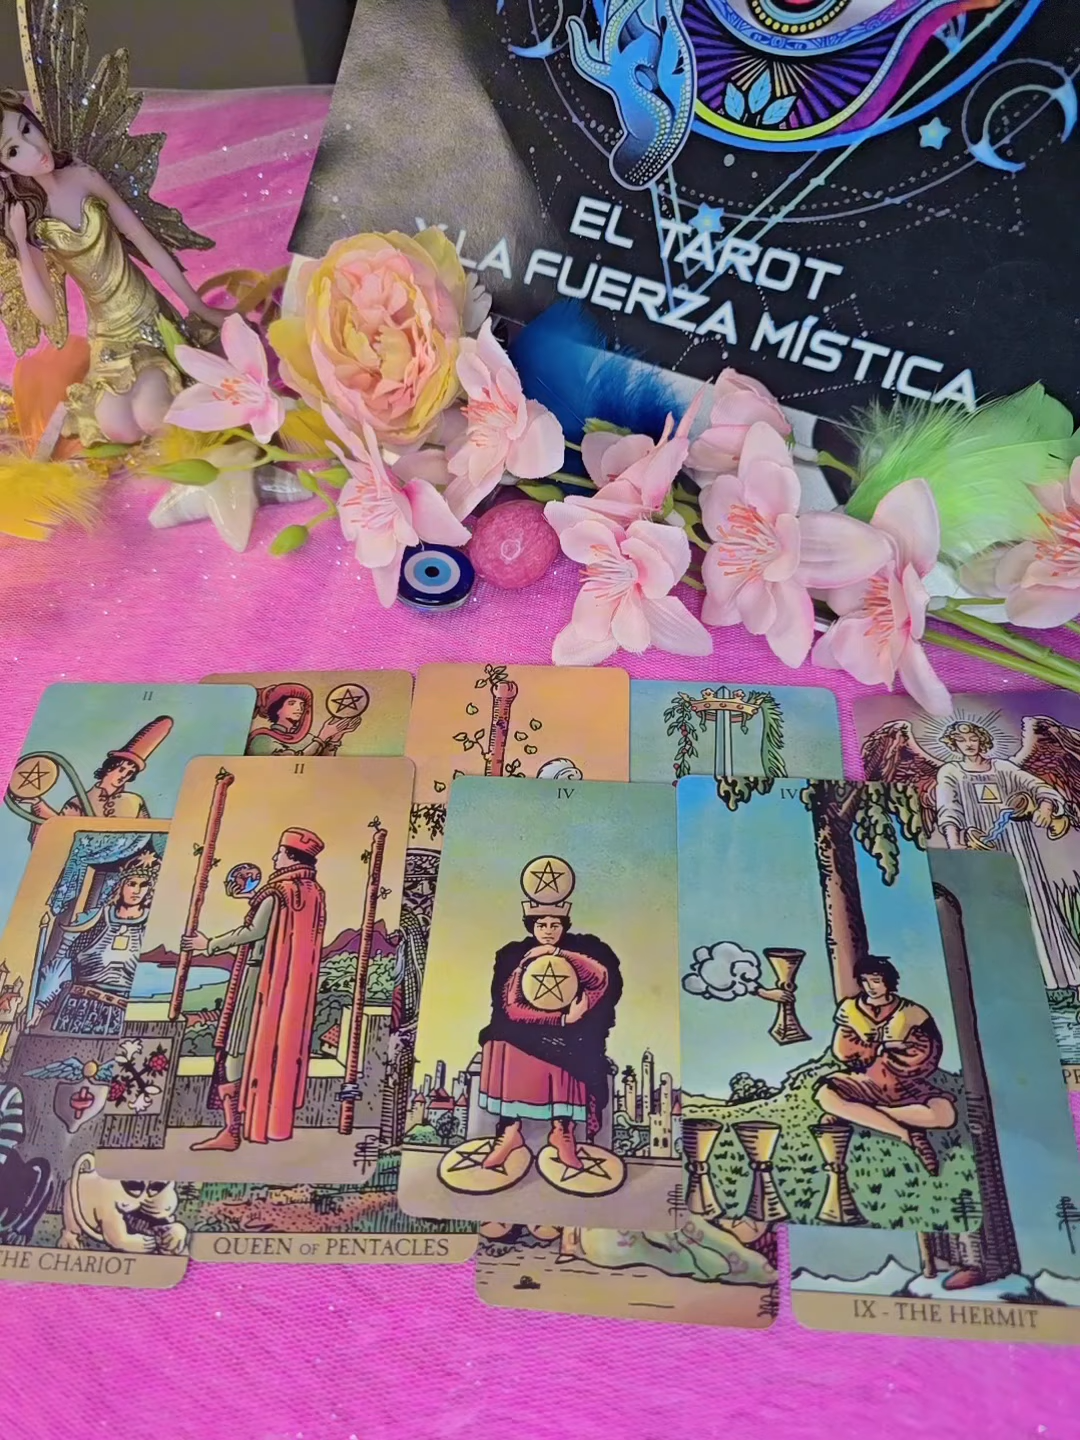 EL TAROT
Y LA FUERZA MÍSTICA
II
II
IV
IV
THE CHARIOT
QUEEN OF PENTACLES
IX - THE HERMIT